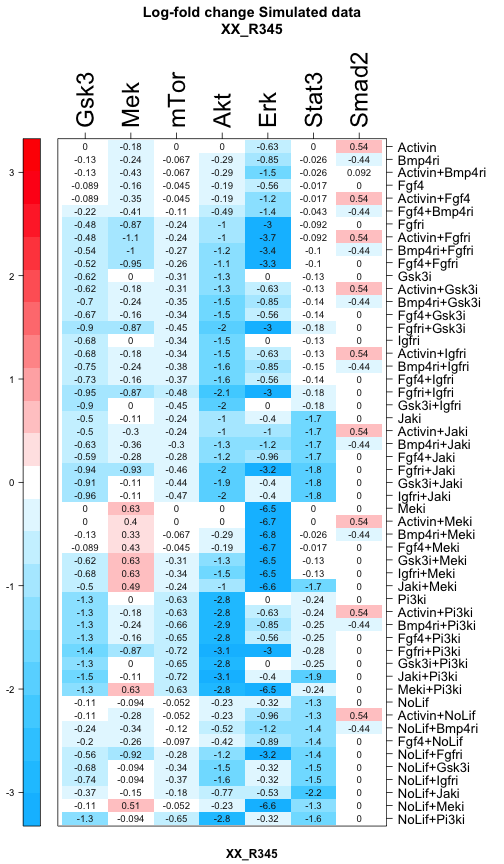 Log-fold change Simulated data
XX_R345
Gsk3 Mek mTor Akt Erk Stat3 Smad2
0 -0.18 0 0 -0.63 0 0.54 Activin
-0.13 -0.24 -0.067 -0.29 -0.85 -0.026 -0.44 Bmp4ri
-0.13 -0.43 -0.067 -0.29 -1.5 -0.026 0.092 Activin+Bmp4ri
-0.089 -0.16 -0.045 -0.19 -0.56 -0.017 0 Fgf4
-0.089 -0.35 -0.045 -0.19 -1.2 -0.017 0.54 Activin+Fgf4
-0.22 -0.41 -0.11 -0.49 -1.4 -0.043 -0.44 Fgf4+Bmp4ri
-0.48 -0.87 -0.24 -1 -3 -0.092 0 Fgfri
-0.48 -1.1 -0.24 -1 -3.7 -0.092 0.54 Activin+Fgfri
-0.54 -1 -0.27 -1.2 -3.4 -0.1 -0.44 Bmp4ri+Fgfri
-0.52 -0.95 -0.26 -1.1 -3.3 -0.1 0 Fgf4+Fgfri
-0.62 0 -0.31 -1.3 0 -0.13 0 Gsk3i
-0.62 -0.18 -0.31 -1.3 -0.63 -0.13 0.54 Activin+Gsk3i
-0.7 -0.24 -0.35 -1.5 -0.85 -0.14 -0.44 Bmp4ri+Gsk3i
-0.67 -0.16 -0.34 -1.5 -0.56 -0.14 0 Fgf4+Gsk3i
-0.9 -0.87 -0.45 -2 -3 -0.18 0 Fgfri+Gsk3i
-0.68 0 -0.34 -1.5 0 -0.13 0 Igfri
-0.68 -0.18 -0.34 -1.5 -0.63 -0.13 0.54 Activin+Igfri
-0.75 -0.24 -0.38 -1.6 -0.85 -0.15 -0.44 Bmp4ri+Igfri
-0.73 -0.16 -0.37 -1.6 -0.56 -0.14 0 Fgf4+Igfri
-0.95 -0.87 -0.48 -2.1 -3 -0.18 0 Fgfri+Igfri
-0.9 0 -0.45 -2 0 -0.18 0 Gsk3i+Igfri
-0.5 -0.11 -0.24 -1 -0.4 -1.7 0 Jaki
-0.5 -0.3 -0.24 -1 -1 -1.7 0.54 Activin+Jaki
-0.63 -0.36 -0.3 -1.3 -1.2 -1.7 -0.44 Bmp4ri+Jaki
-0.59 -0.28 -0.28 -1.2 -0.96 -1.7 0 Fgf4+Jaki
-0.94 -0.93 -0.46 -2 -3.2 -1.8 0 Fgfri+Jaki
-0.91 -0.11 -0.44 -1.9 -0.4 -1.8 0 Gsk3i+Jaki
-0.96 -0.11 -0.47 -2 -0.4 -1.8 0 Igfri+Jaki
0 0.63 0 0 -6.5 0 0 Meki
0 0.4 0 0 -6.7 0 0.54 Activin+Meki
-0.13 0.33 -0.067 -0.29 -6.8 -0.026 -0.44 Bmp4ri+Meki
-0.089 0.43 -0.045 -0.19 -6.7 -0.017 0 Fgf4+Meki
-0.62 0.63 -0.31 -1.3 -6.5 -0.13 0 Gsk3i+Meki
-0.68 0.63 -0.34 -1.5 -6.5 -0.13 0 Igfri+Meki
-0.5 0.49 -0.24 -1 -6.6 -1.7 0 Jaki+Meki
-1.3 0 -0.63 -2.8 0 -0.24 0 Pi3ki
-1.3 -0.18 -0.63 -2.8 -0.63 -0.24 0.54 Activin+Pi3ki
-1.3 -0.24 -0.66 -2.9 -0.85 -0.25 -0.44 Bmp4ri+Pi3ki
-1.3 -0.16 -0.65 -2.8 -0.56 -0.25 0 Fgf4+Pi3ki
-1.4 -0.87 -0.72 -3.1 -3 -0.28 0 Fgfri+Pi3ki
-1.3 0 -0.65 -2.8 0 -0.25 0 Gsk3i+Pi3ki
-1.5 -0.11 -0.72 -3.1 -0.4 -1.9 0 Jaki+Pi3ki
-1.3 0.63 -0.63 -2.8 -6.5 -0.24 0 Meki+Pi3ki
-0.11 -0.094 -0.052 -0.23 -0.32 -1.3 0 NoLif
-0.11 -0.28 -0.052 -0.23 -0.96 -1.3 0.54 Activin+NoLif
-0.24 -0.34 -0.12 -0.52 -1.2 -1.4 -0.44 NoLif+Bmp4ri
-0.2 -0.26 -0.097 -0.42 -0.89 -1.4 0 Fgf4+NoLif
-0.56 -0.92 -0.28 -1.2 -3.2 -1.4 0 NoLif+Fgfri
-0.68 -0.094 -0.34 -1.5 -0.32 -1.5 0 NoLif+Gsk3i
-0.74 -0.094 -0.37 -1.6 -0.32 -1.5 0 NoLif+Igfri
-0.37 -0.15 -0.18 -0.77 -0.53 -2.2 0 NoLif+Jaki
-0.11 0.51 -0.052 -0.23 -6.6 -1.3 0 NoLif+Meki
-1.3 -0.094 -0.65 -2.8 -0.32 -1.6 0 NoLif+Pi3ki
3
2
1
0
-1
-2
-3
XX_R345